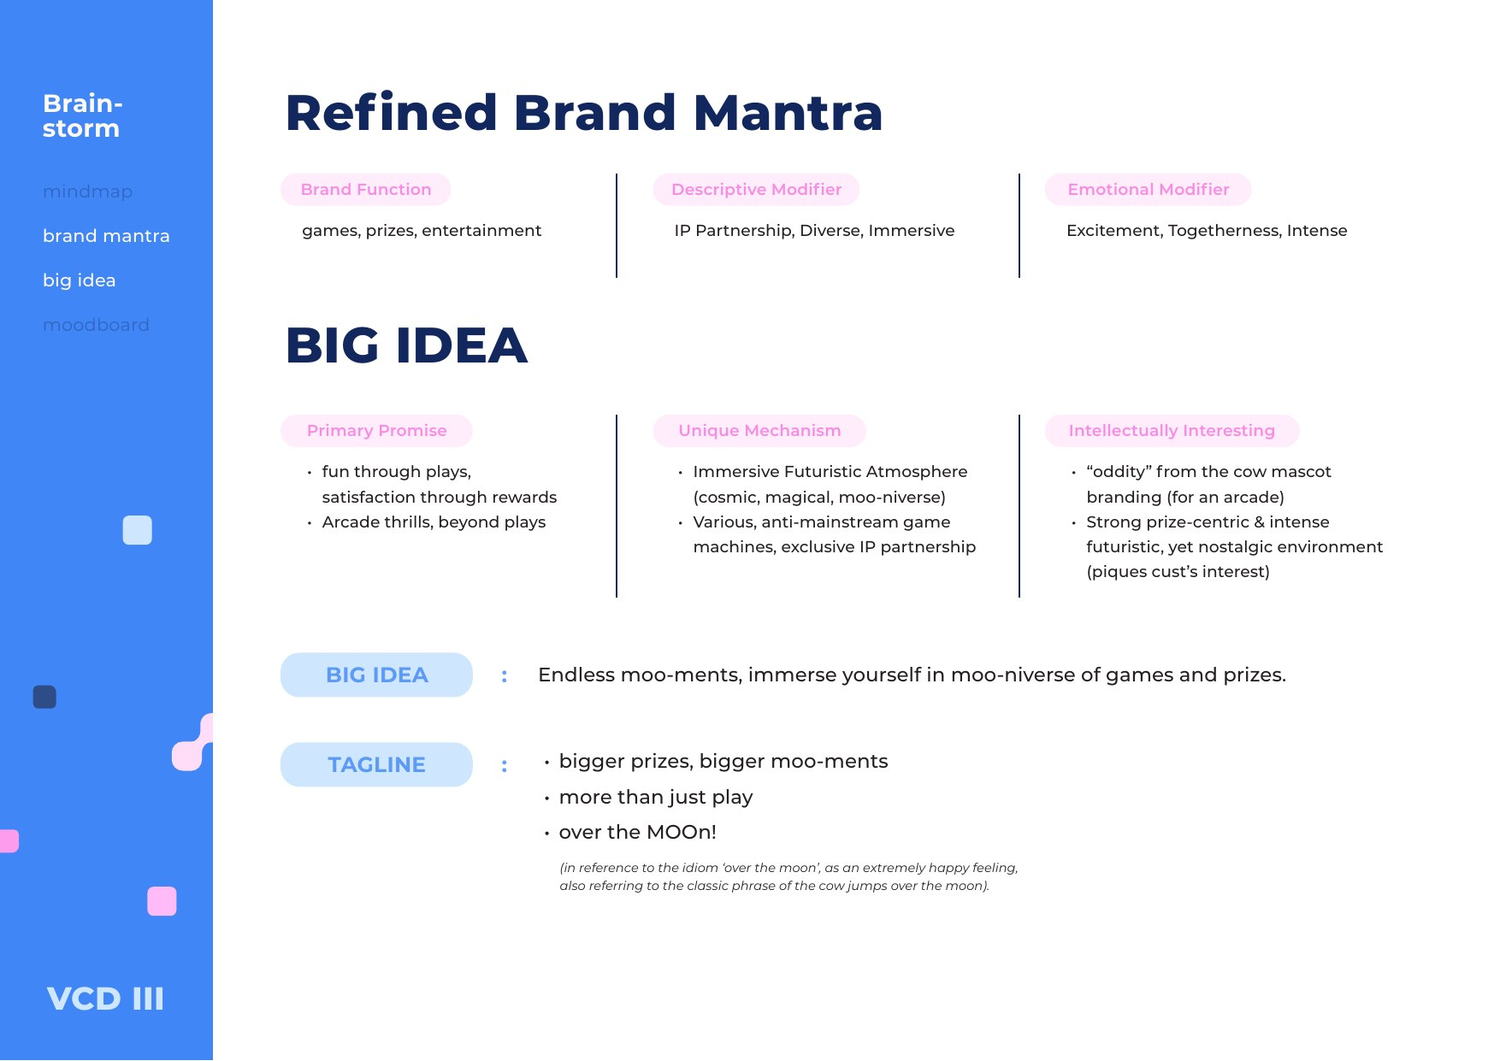 Brain-
storm
mindmap
brand mantra
big idea
moodboard
VCD III
Refined Brand Mantra
Brand Function
games, prizes, entertainment
Descriptive Modifier
IP Partnership, Diverse, Immersive
Emotional Modifier
Excitement, Togetherness, Intense
BIG IDEA
Primary Promise
• fun through plays,
satisfaction through rewards
• Arcade thrills, beyond plays
Unique Mechanism
• Immersive Futuristic Atmosphere
(cosmic, magical, moo-niverse)
• Various, anti-mainstream game
machines, exclusive IP partnership
Intellectually Interesting
• “oddity” from the cow mascot
branding (for an arcade)
• Strong prize-centric & intense
futuristic, yet nostalgic environment
(piques cust’s interest)
BIG IDEA : Endless moo-ments, immerse yourself in moo-niverse of games and prizes.
TAGLINE : • bigger prizes, bigger moo-ments
• more than just play
• over the MOOn!
(in reference to the idiom ‘over the moon’, as an extremely happy feeling,
also referring to the classic phrase of the cow jumps over the moon).